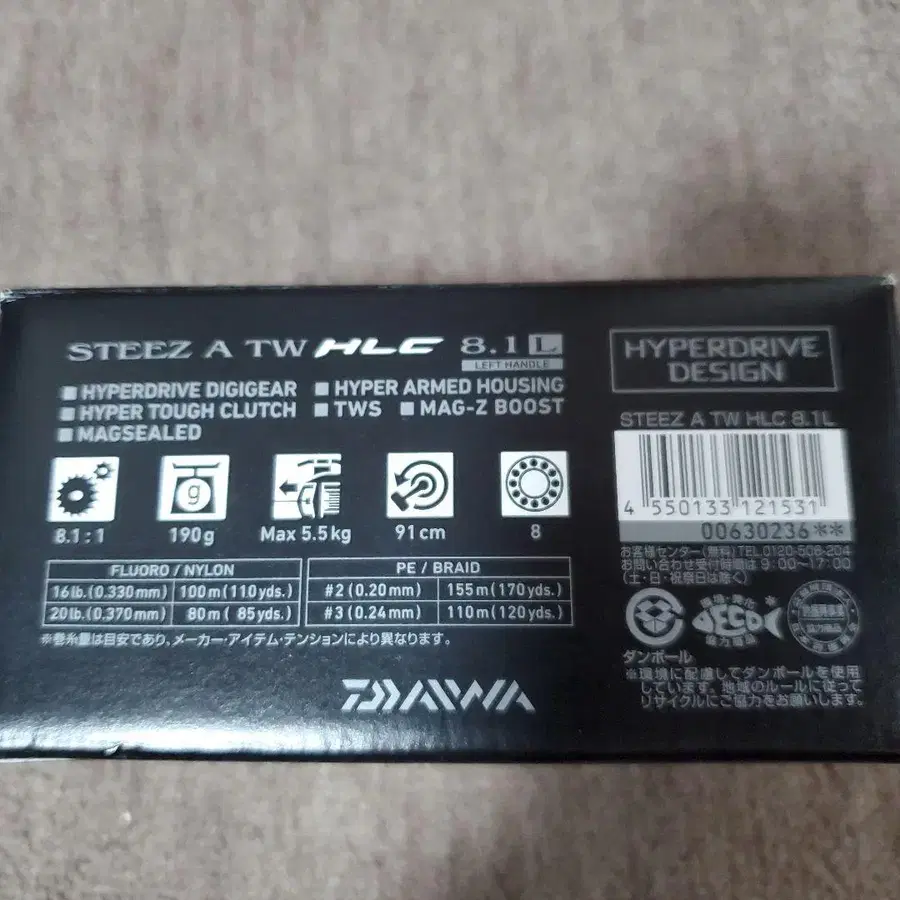 STEEZ A TW HLC 8.1 L
LEFT HANDLE
■ HYPERDRIVE DIGIGEAR ■ HYPER ARMED HOUSING
■ HYPER TOUGH CLUTCH ■ TWS ■ MAG-Z BOOST
■ MAGSEALED
g
8.1:1 190g Max 5.5kg 91cm 8
FLUORO / NYLON
16lb.(0.330mm) 100m(110yds.)
20lb.(0.370mm) 80m( 85yds.)
PE / BRAID
#2 (0.20mm) 155m(170yds.)
#3 (0.24mm) 110m(120yds.)
※巻糸量は目安であり、メーカー・アイテム・テンションにより異なります。
DAIWA
HYPERDRIVE
DESIGN
STEEZ A TW HLC 8.1L
4 550133 121531
00630236**
お客様センター(無料)TEL.0120-506-204
お問い合わせ受付時間は9:00〜17:00
(土・日・祝祭日は除く)
DECO
協力商品
ダンボール
※環境に配慮してダンボールを使用
しています。地域のルールに従って
リサイクルにご協力をお願いします。